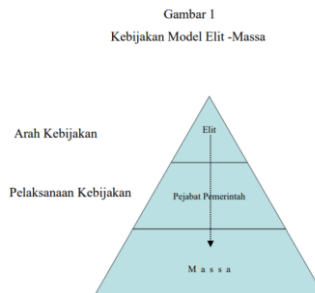 Gambar 1
Kebijakan Model Elit -Massa
Elit
Arah Kebijakan
Pelaksanaan Kebijakan
Pejabat Pemerintah
M a s s a